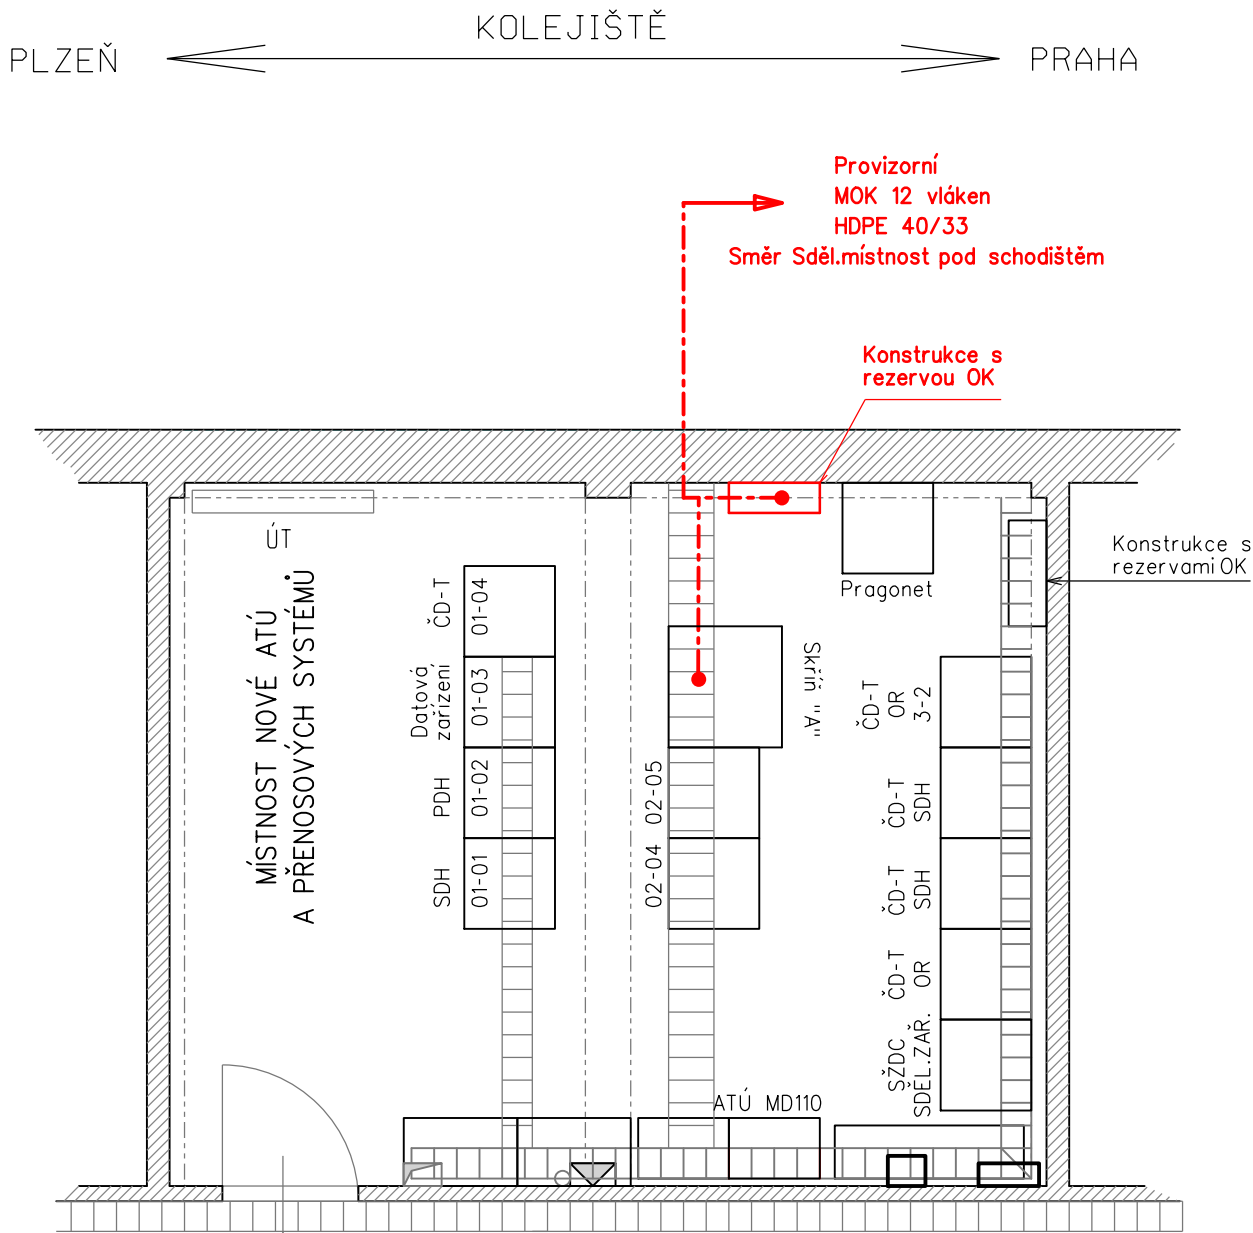 KOLEJIŠTĚ
PLZEŇ
PRAHA
Provizorní
MOK 12 vláken
HDPE 40/33
Směr Sděl.místnost pod schodištěm
Konstrukce s
rezervou OK
ÚT
Konstrukce s
rezervami OK
Pragonet
MÍSTNOST NOVÉ ATÚ
A PŘENOSOVÝCH SYSTÉMŮ
ČD-T
01-04
Datová
zařízení
01-03
PDH
01-02
SDH
01-01
Skříň "A"
02-05
02-04
ČD-T
OR
3-2
ČD-T
SDH
ČD-T
SDH
ČD-T
OR
SŽDC
SDĚL.ZAŘ.
ATÚ MD110